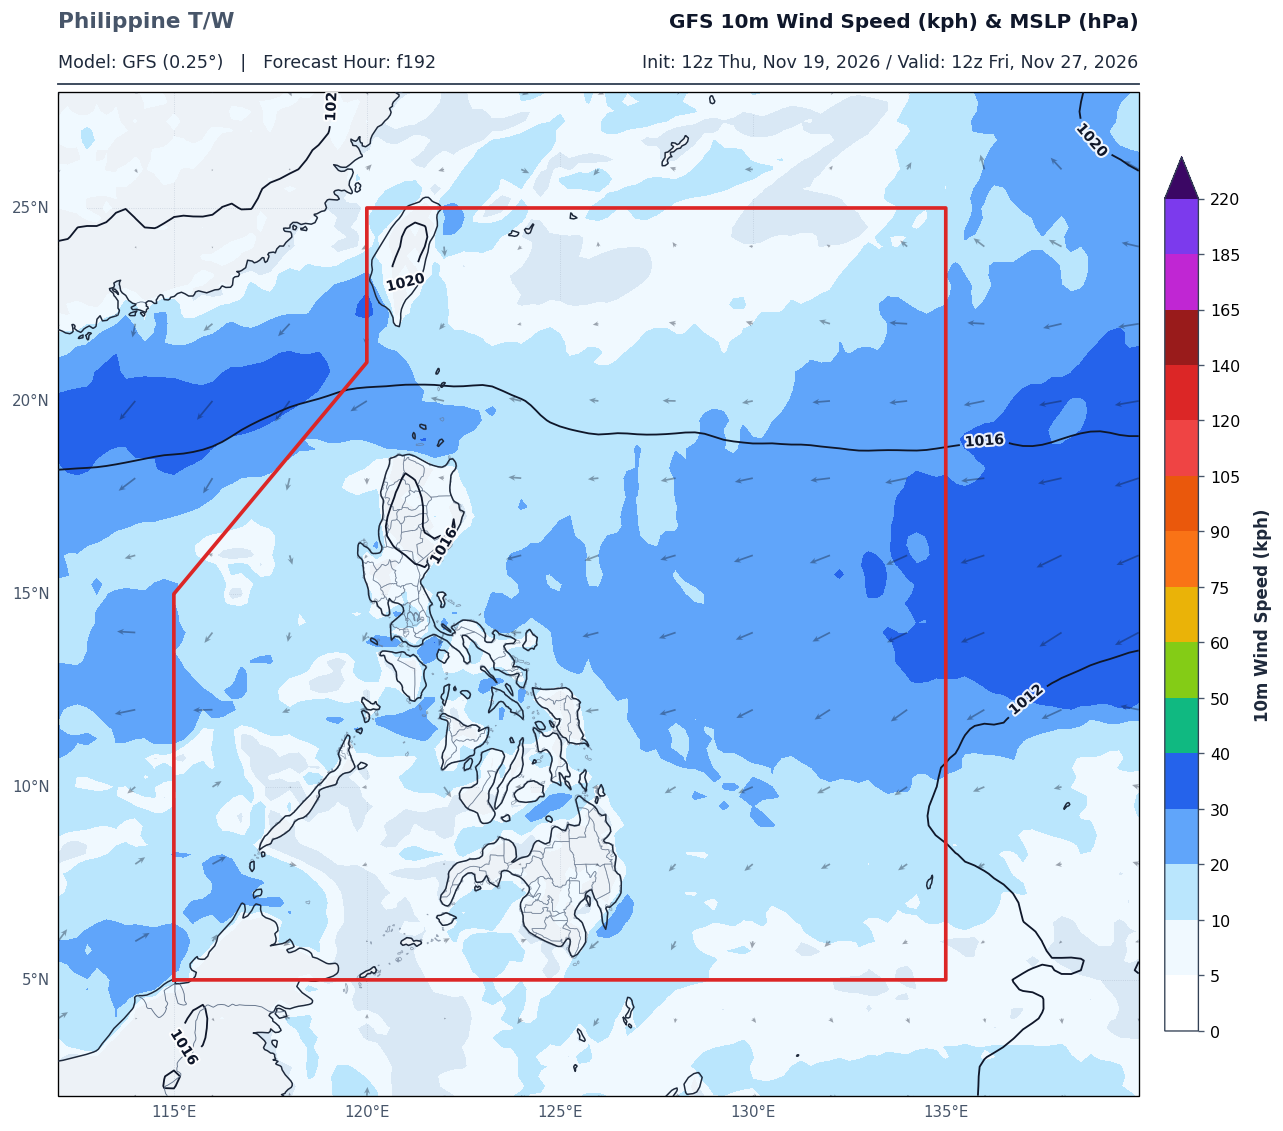 Philippine T/W
GFS 10m Wind Speed (kph) & MSLP (hPa)
Model: GFS (0.25°) | Forecast Hour: f192
Init: 12z Thu, Nov 19, 2026 / Valid: 12z Fri, Nov 27, 2026
102
1020
1020
1016
1016
1012
1016
25°N
20°N
15°N
10°N
5°N
115°E
120°E
125°E
130°E
135°E
220
185
165
140
120
105
90
75
60
50
40
30
20
10
5
0
10m Wind Speed (kph)